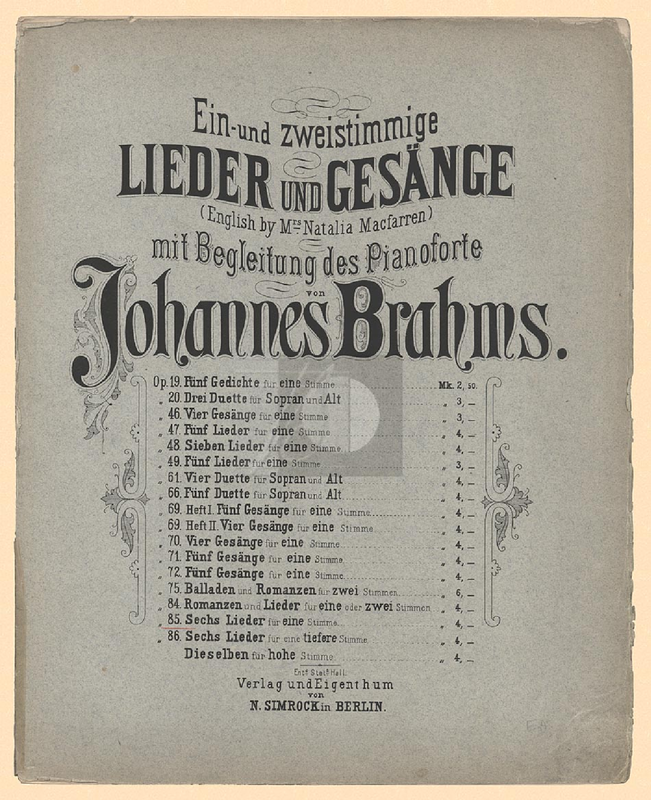 Ein-und zweistimmige
LIEDER UND GESÄNGE
(English by Mrs. Natalia Macfarren)
mit Begleitung des Pianoforte
von
Johannes Brahms.
Op. 19. Fünf Gedichte für eine Stimme Mk. 2, 50.
„ 20. Drei Duette für Sopran und Alt „ 3, —
„ 46. Vier Gesänge für eine Stimme „ 3, —
„ 47. Fünf Lieder für eine Stimme „ 4, —
„ 48. Sieben Lieder für eine Stimme „ 4, —
„ 49. Fünf Lieder für eine Stimme „ 3, —
„ 61. Vier Duette für Sopran und Alt „ 4, —
„ 66. Fünf Duette für Sopran und Alt „ 4, —
„ 69. Heft I. Fünf Gesänge für eine Stimme „ 4, —
„ 69. Heft II. Vier Gesänge für eine Stimme „ 4, —
„ 70. Vier Gesänge für eine Stimme „ 4, —
„ 71. Fünf Gesänge für eine Stimme „ 4, —
„ 72. Fünf Gesänge für eine Stimme „ 4, —
„ 75. Balladen und Romanzen für zwei Stimmen „ 6, —
„ 84. Romanzen und Lieder für eine oder zwei Stimmen „ 4, —
„ 85. Sechs Lieder für eine Stimme „ 4, —
„ 86. Sechs Lieder für eine tiefere Stimme „ 4, —
Dieselben für hohe Stimme „ 4, —
Entd. Stats. Hall.
Verlag und Eigenthum
von
N. SIMROCK in BERLIN.